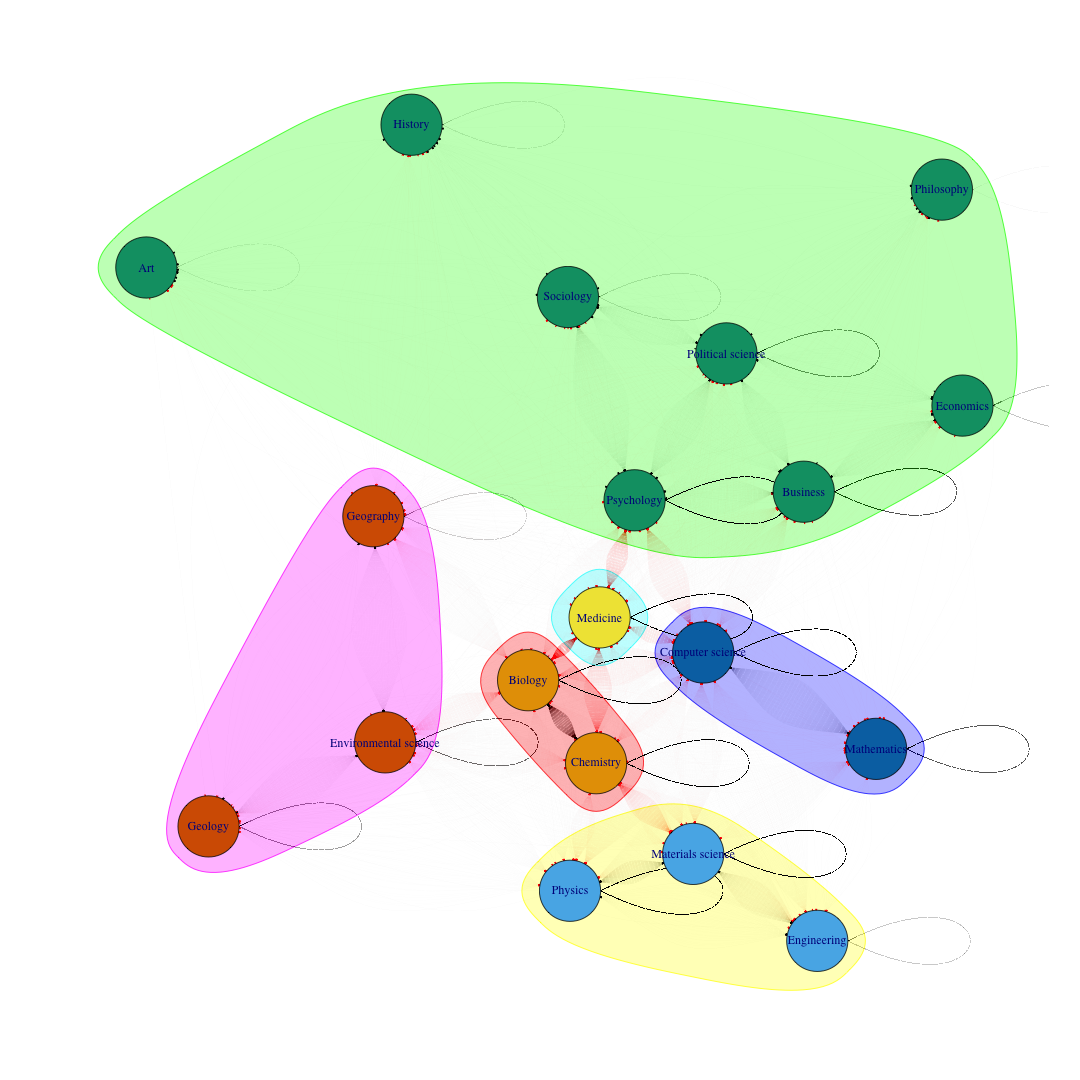 History
Philosophy
Art
Sociology
Political science
Economics
Psychology
Business
Geography
Medicine
Computer science
Biology
Environmental science
Mathematics
Chemistry
Geology
Materials science
Physics
Engineering